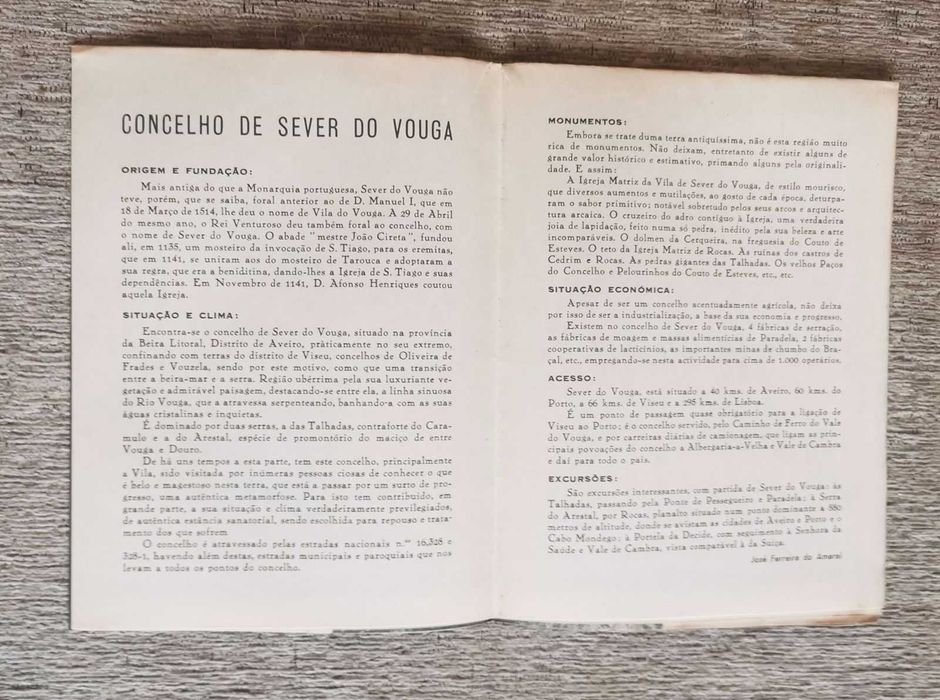 CONCELHO DE SEVER DO VOUGA
ORIGEM E FUNDAÇÃO:
Mais antiga do que a Monarquia portuguesa, Sever do Vouga não
teve, porém, que se saiba, foral anterior ao de D. Manuel I, que em
18 de Março de 1514, lhe deu o nome de Vila do Vouga. A 29 de Abril
do mesmo ano, o Rei Venturoso deu também foral ao concelho, com
o nome de Sever do Vouga. O abade "mestre João Cireta", fundou
ali, em 1135, um mosteiro da invocação de S. Tiago, para os eremitas,
que em 1141, se uniram aos do mosteiro de Tarouca e adoptaram a
sua regra, que era a beniditina, dando-lhes a Igreja de S. Tiago e suas
dependências. Em Novembro de 1141, D. Afonso Henriques coutou
aquela Igreja.
SITUAÇÃO E CLIMA:
Encontra-se o concelho de Sever do Vouga, situado na província
da Beira Litoral, Distrito de Aveiro, pràticamente no seu extremo,
confinando com terras do distrito de Viseu, concelhos de Oliveira de
Frades e Vouzela, sendo por este motivo, como que uma transição
entre a beira-mar e a serra. Região ubérrima pela sua luxuriante ve-
getação e admirável paisagem, destacando-se entre ela, a linha sinuosa
do Rio Vouga, que a atravessa serpenteando, banhando-a com as suas
águas cristalinas e inquietas.
É dominado por duas serras, a das Talhadas, contraforte do Cara-
mulo e a do Arestal, espécie de promontório do maciço de entre
Vouga e Douro.
De há uns tempos a esta parte, tem este concelho, principalmente
a Vila, sido visitada por inúmeras pessoas ciosas de conhecer o que
é belo e magestoso nesta terra, que está a passar por um surto de pro-
gresso, uma autêntica metamorfose. Para isto tem contribuído, em
grande parte, a sua situação e clima verdadeiramente previlegiados,
de autêntica estância sanatorial, sendo escolhida para repouso e trata-
mento dos que sofrem
O concelho é atravessado pelas estradas nacionais n.ºˢ 16,328 e
328-1, havendo além destas, estradas municipais e paroquiais que nos
levam a todos os pontos do concelho.
MONUMENTOS:
Embora se trate duma terra antiquíssima, não é esta região muito
rica de monumentos. Não deixam, entretanto de existir alguns de
grande valor histórico e estimativo, primando alguns pela originali-
dade. E assim:
A Igreja Matriz da Vila de Sever do Vouga, de estilo mourisco,
que diversos aumentos e mutilações, ao gosto de cada época, deturpa-
ram o sabor primitivo; notável sobretudo pelos seus arcos e arquitec-
tura arcaica. O cruzeiro do adro contíguo à Igreja, uma verdadeira
joia de lapidação, feito numa só pedra, inédito pela sua beleza e arte
incomparáveis. O dolmen da Cerqueira, na freguesia do Couto de
Esteves. O teto da Igreja Matriz de Rocas. As ruínas dos castros de
Cedrim e Rocas. As pedras gigantes das Talhadas. Os velhos Paços
do Concelho e Pelourinhos do Couto de Esteves, etc., etc.
SITUAÇÃO ECONÓMICA:
Apesar de ser um concelho acentuadamente agrícola, não deixa
por isso de ser a industrialização, a base da sua economia e progresso.
Existem no concelho de Sever do Vouga, 4 fábricas de serração,
as fábricas de moagem e massas alimentícias de Paradela, 2 fábricas
cooperativas de lacticínios, as importantes minas de chumbo do Bra-
çal, etc., empregando-se nesta actividade para cima de 1.000 operários.
ACESSO:
Sever do Vouga, está situado a 40 kms. de Aveiro, 60 kms. do
Porto, a 66 kms. de Viseu e a 295 kms. de Lisboa.
É um ponto de passagem quase obrigatório para a ligação de
Viseu ao Porto; é o concelho servido, pelo Caminho de Ferro do Vale
do Vouga, e por carreiras diárias de camionagem, que ligam as prin-
cipais povoações do concelho a Albergaria-a-Velha e Vale de Cambra
e daí para todo o país.
EXCURSÕES:
São excursões interessantes, com partida de Sever do Vouga: às
Talhadas, passando pela Ponte de Pessegueiro e Paradela; à Serra
do Arestal, por Rocas, planalto situado num ponto dominante a 830
metros de altitude, donde se avistam as cidades de Aveiro e Porto e o
Cabo Mondego; à Portela da Decide, com seguimento à Senhora da
Saúde e Vale de Cambra, vista comparável à da Suíça.
José Ferreira do Amaral